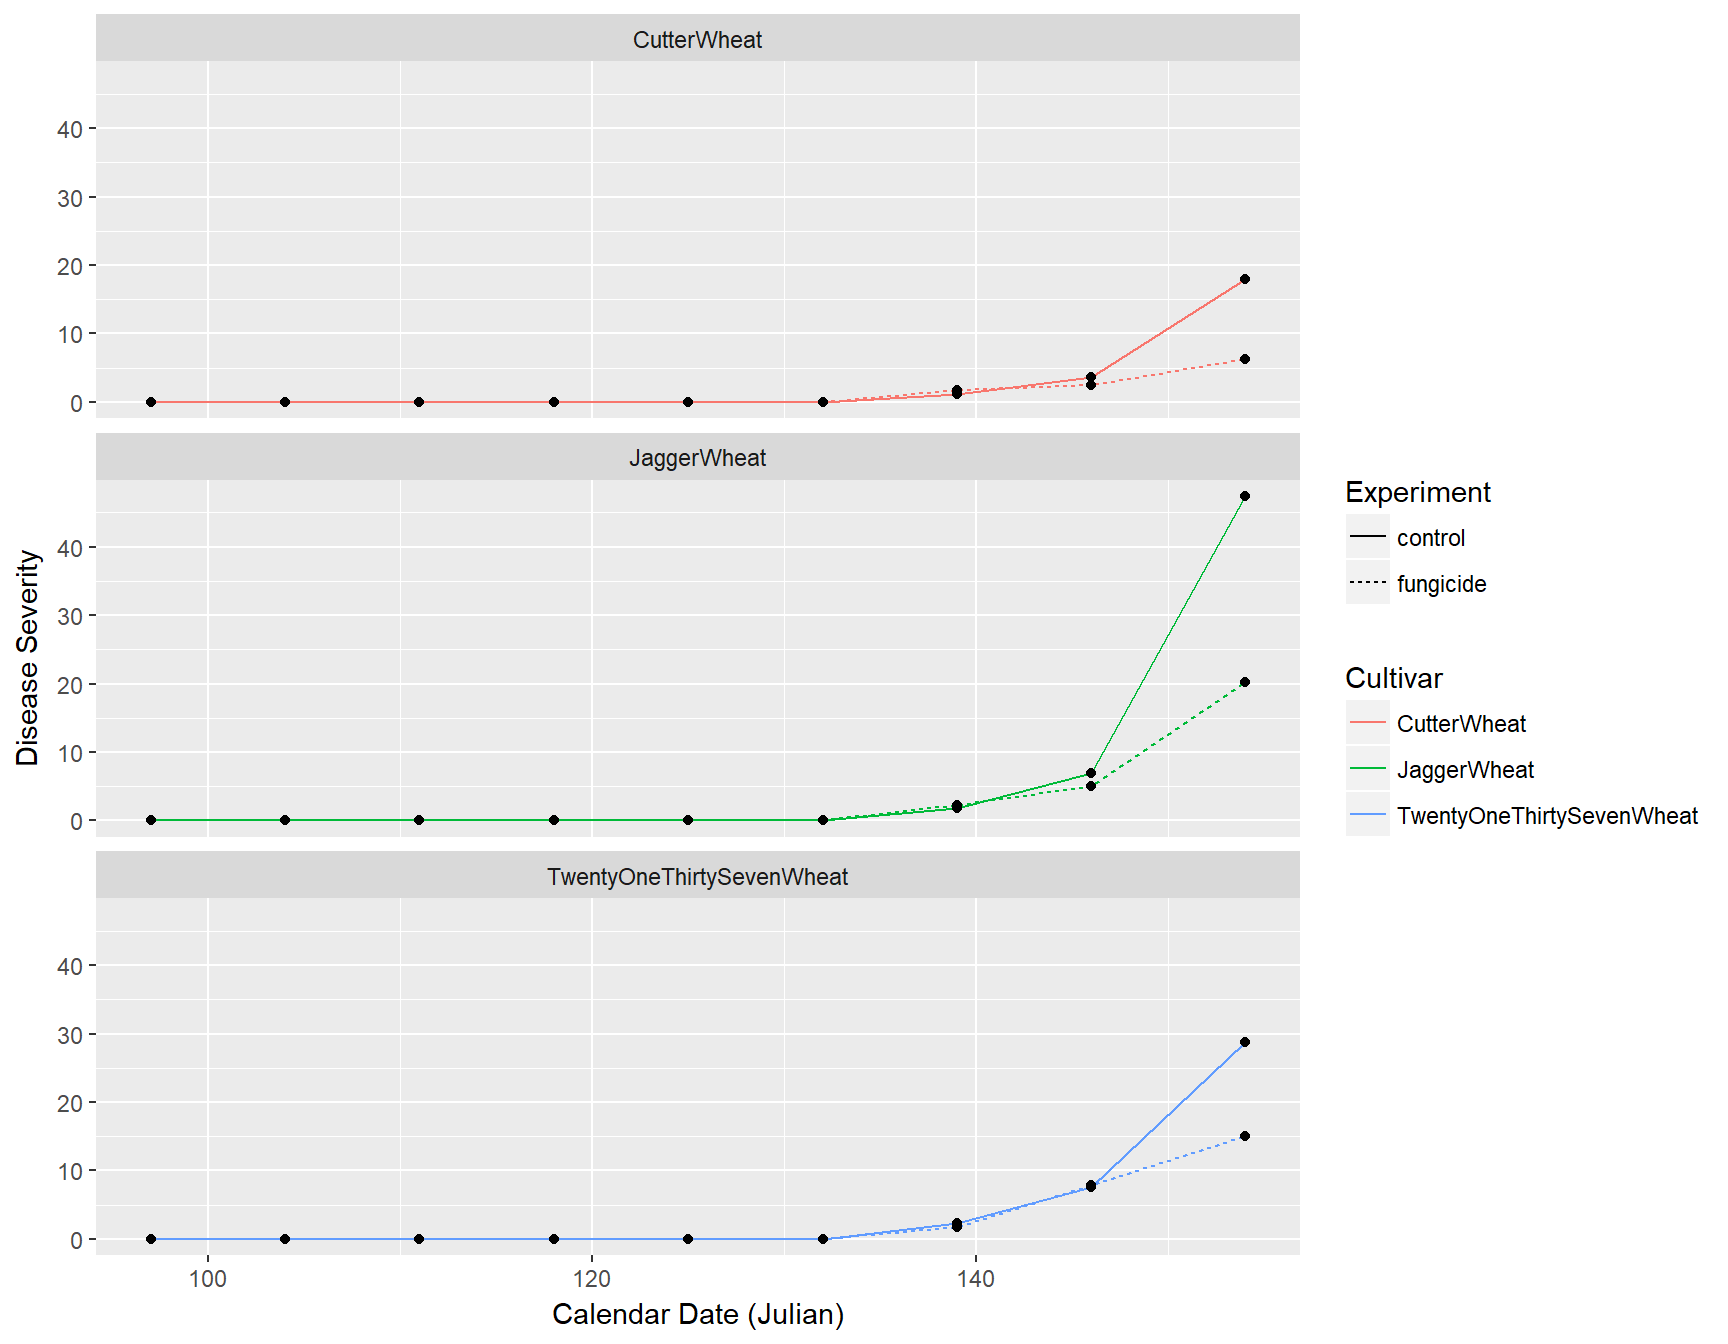 CutterWheat
40
30
20
10
0
JaggerWheat
40
30
20
10
0
TwentyOneThirtySevenWheat
40
30
20
10
0
100 120 140
Calendar Date (Julian)
Disease Severity
Experiment
control
fungicide
Cultivar
CutterWheat
JaggerWheat
TwentyOneThirtySevenWheat